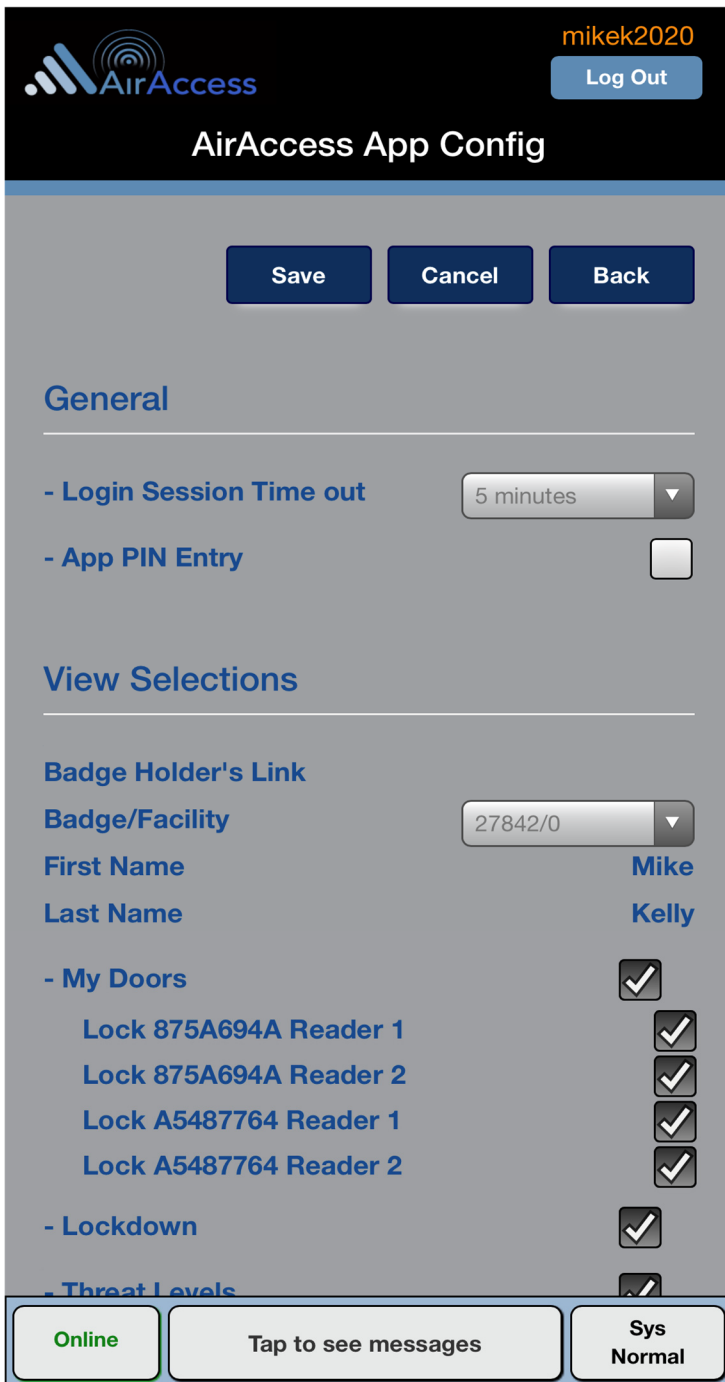 mikek2020
AirAccess
Log Out
AirAccess App Config
Save Cancel Back
General
- Login Session Time out 5 minutes
- App PIN Entry
View Selections
Badge Holder's Link
Badge/Facility 27842/0
First Name Mike
Last Name Kelly
- My Doors
Lock 875A694A Reader 1
Lock 875A694A Reader 2
Lock A5487764 Reader 1
Lock A5487764 Reader 2
- Lockdown
- Threat Levels
Online Tap to see messages Sys
Normal